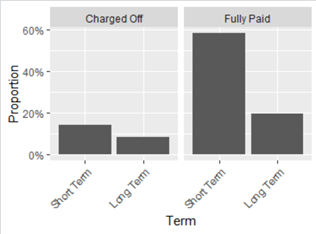 Charged Off
Fully Paid
Proportion
60%
40%
20%
0%
Short Term
Long Term
Short Term
Long Term
Term